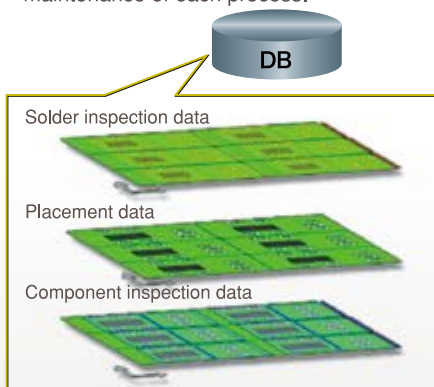 maintenance of each process.
DB
Solder inspection data
Placement data
Component inspection data